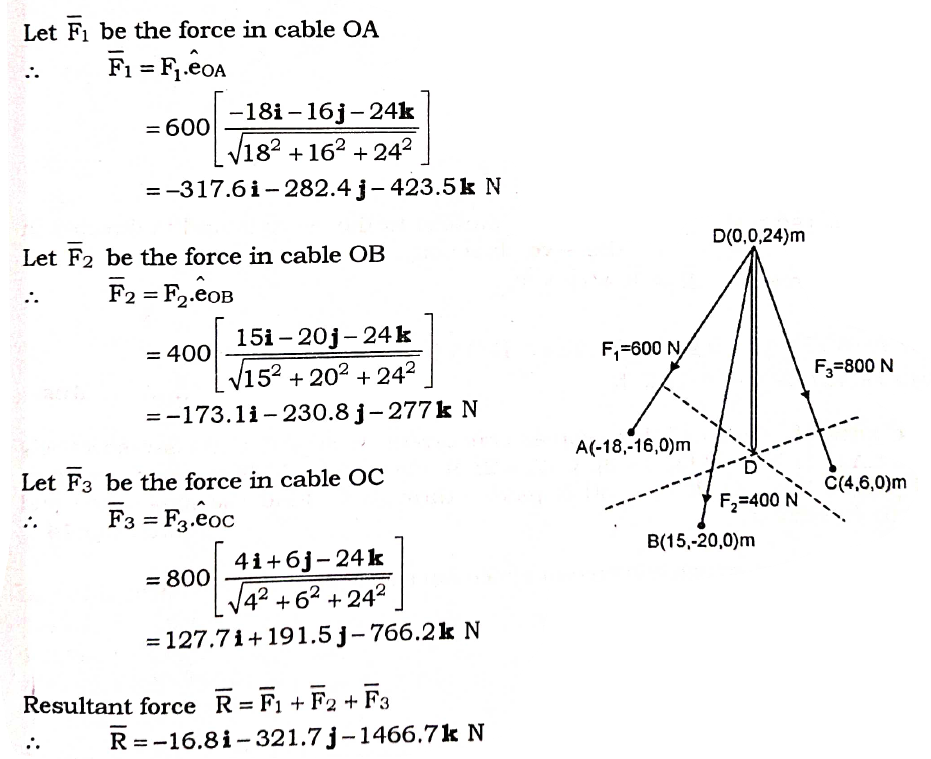 Let F̅₁ be the force in cable OA
∴ F̅₁ = F₁.êOA
= 600 [ (−18i − 16j − 24k) / √(18² + 16² + 24²) ]
= −317.6i − 282.4j − 423.5k N
Let F̅₂ be the force in cable OB
∴ F̅₂ = F₂.êOB
= 400 [ (15i − 20j − 24k) / √(15² + 20² + 24²) ]
= −173.1i − 230.8j − 277k N
Let F̅₃ be the force in cable OC
∴ F̅₃ = F₃.êOC
= 800 [ (4i + 6j − 24k) / √(4² + 6² + 24²) ]
= 127.7i + 191.5j − 766.2k N
Resultant force R̅ = F̅₁ + F̅₂ + F̅₃
∴ R̅ = −16.8i − 321.7j − 1466.7k N
D(0,0,24)m
F₁=600 N
F₃=800 N
A(-18,-16,0)m
D
C(4,6,0)m
F₂=400 N
B(15,-20,0)m